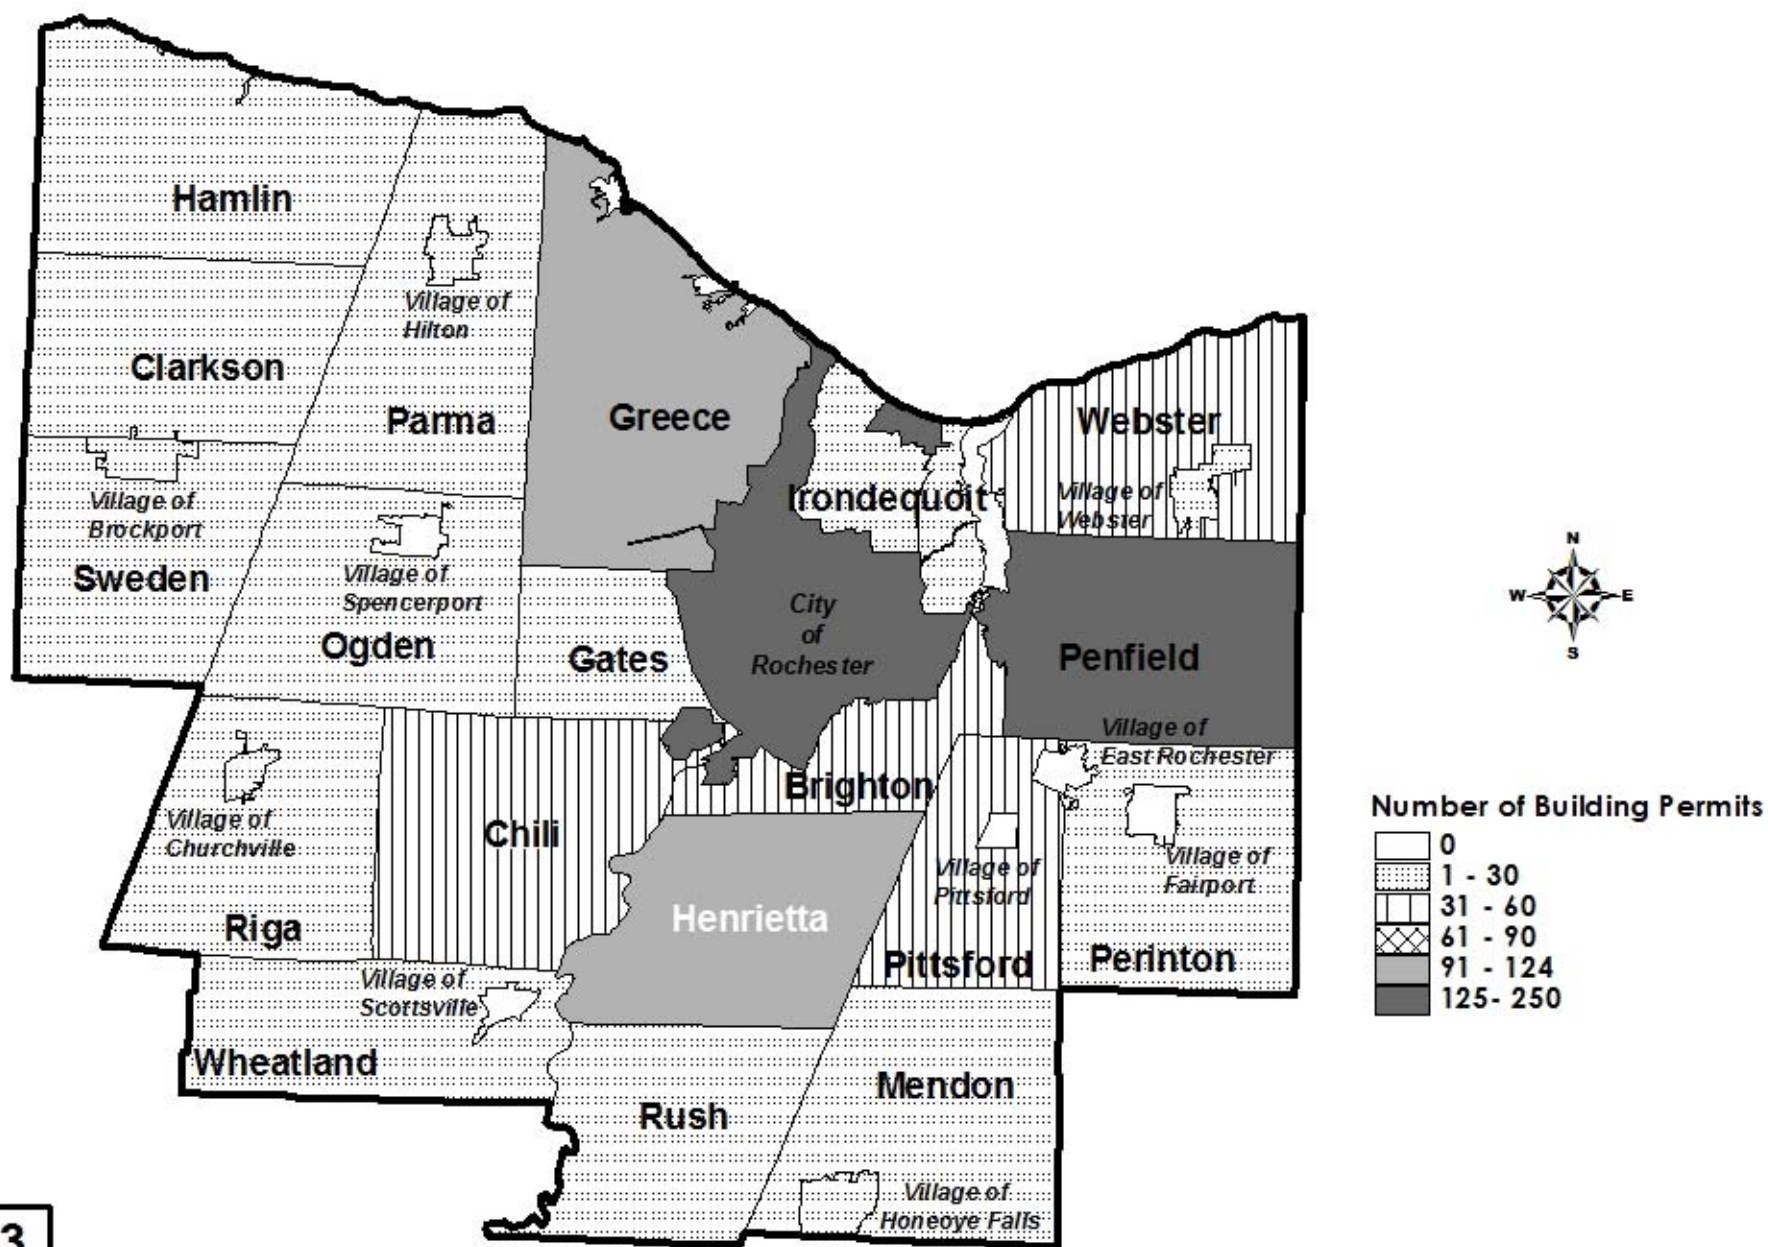 Hamlin
Village of
Hilton
Clarkson
Parma
Greece
Webster
Village of
Brockport
Irondequoit
Village of
Webster
Sweden
Village of
Spencerport
Ogden
Gates
City
of
Rochester
Penfield
Village of
East Rochester
Village of
Churchville
Chili
Brighton
Village of
Pittsford
Village of
Fairport
Riga
Henrietta
Pittsford
Perinton
Village of
Scottsville
Wheatland
Rush
Mendon
Village of
Honeoye Falls
N
W
E
S
Number of Building Permits
0
1 - 30
31 - 60
61 - 90
91 - 124
125- 250
3